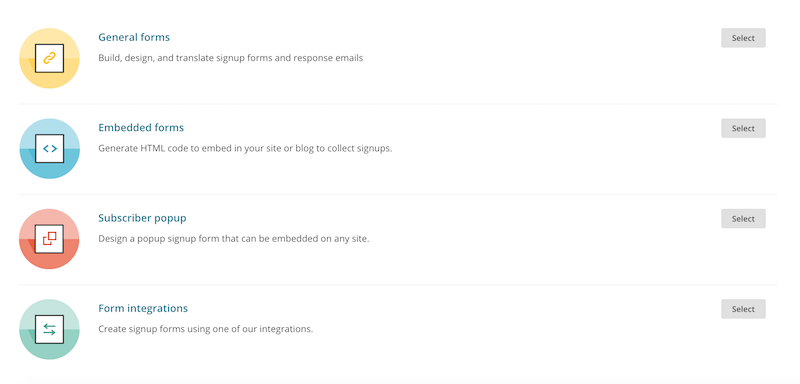 General forms
Select
Build, design, and translate signup forms and response emails
Embedded forms
Select
Generate HTML code to embed in your site or blog to collect signups.
Subscriber popup
Select
Design a popup signup form that can be embedded on any site.
Form integrations
Select
Create signup forms using one of our integrations.